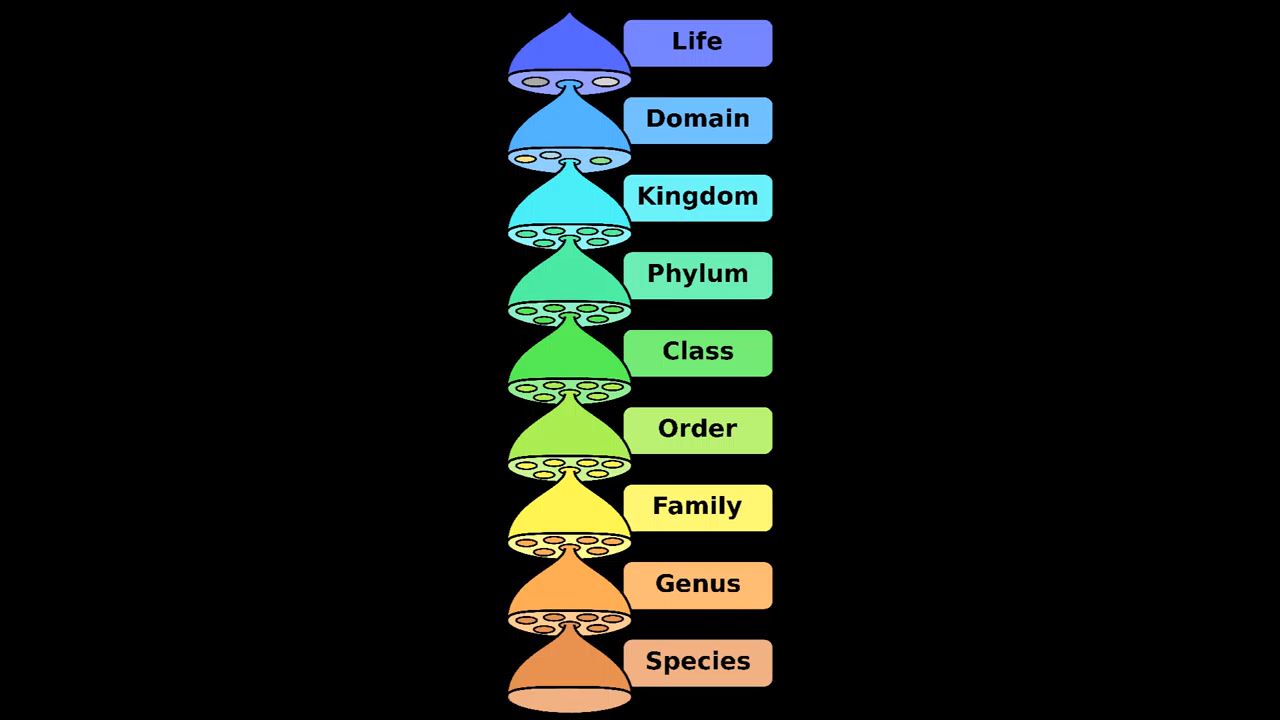 Life
Domain
Kingdom
Phylum
Class
Order
Family
Genus
Species